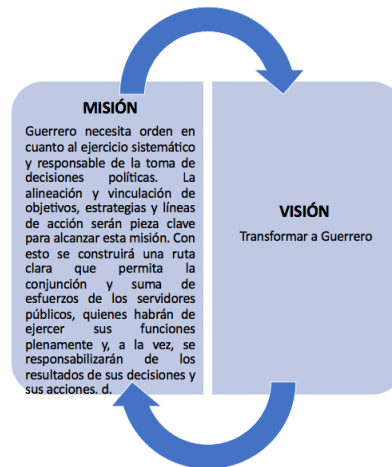 MISIÓN
Guerrero necesita orden en
cuanto al ejercicio sistemático
y responsable de la toma de
decisiones políticas. La
alineación y vinculación de
objetivos, estrategias y líneas
de acción serán pieza clave
para alcanzar esta misión. Con
esto se construirá una ruta
clara que permita la
conjunción y suma de
esfuerzos de los servidores
públicos, quienes habrán de
ejercer sus funciones
plenamente y, a la vez, se
responsabilizarán de los
resultados de sus decisiones y
sus acciones. d.
VISIÓN
Transformar a Guerrero